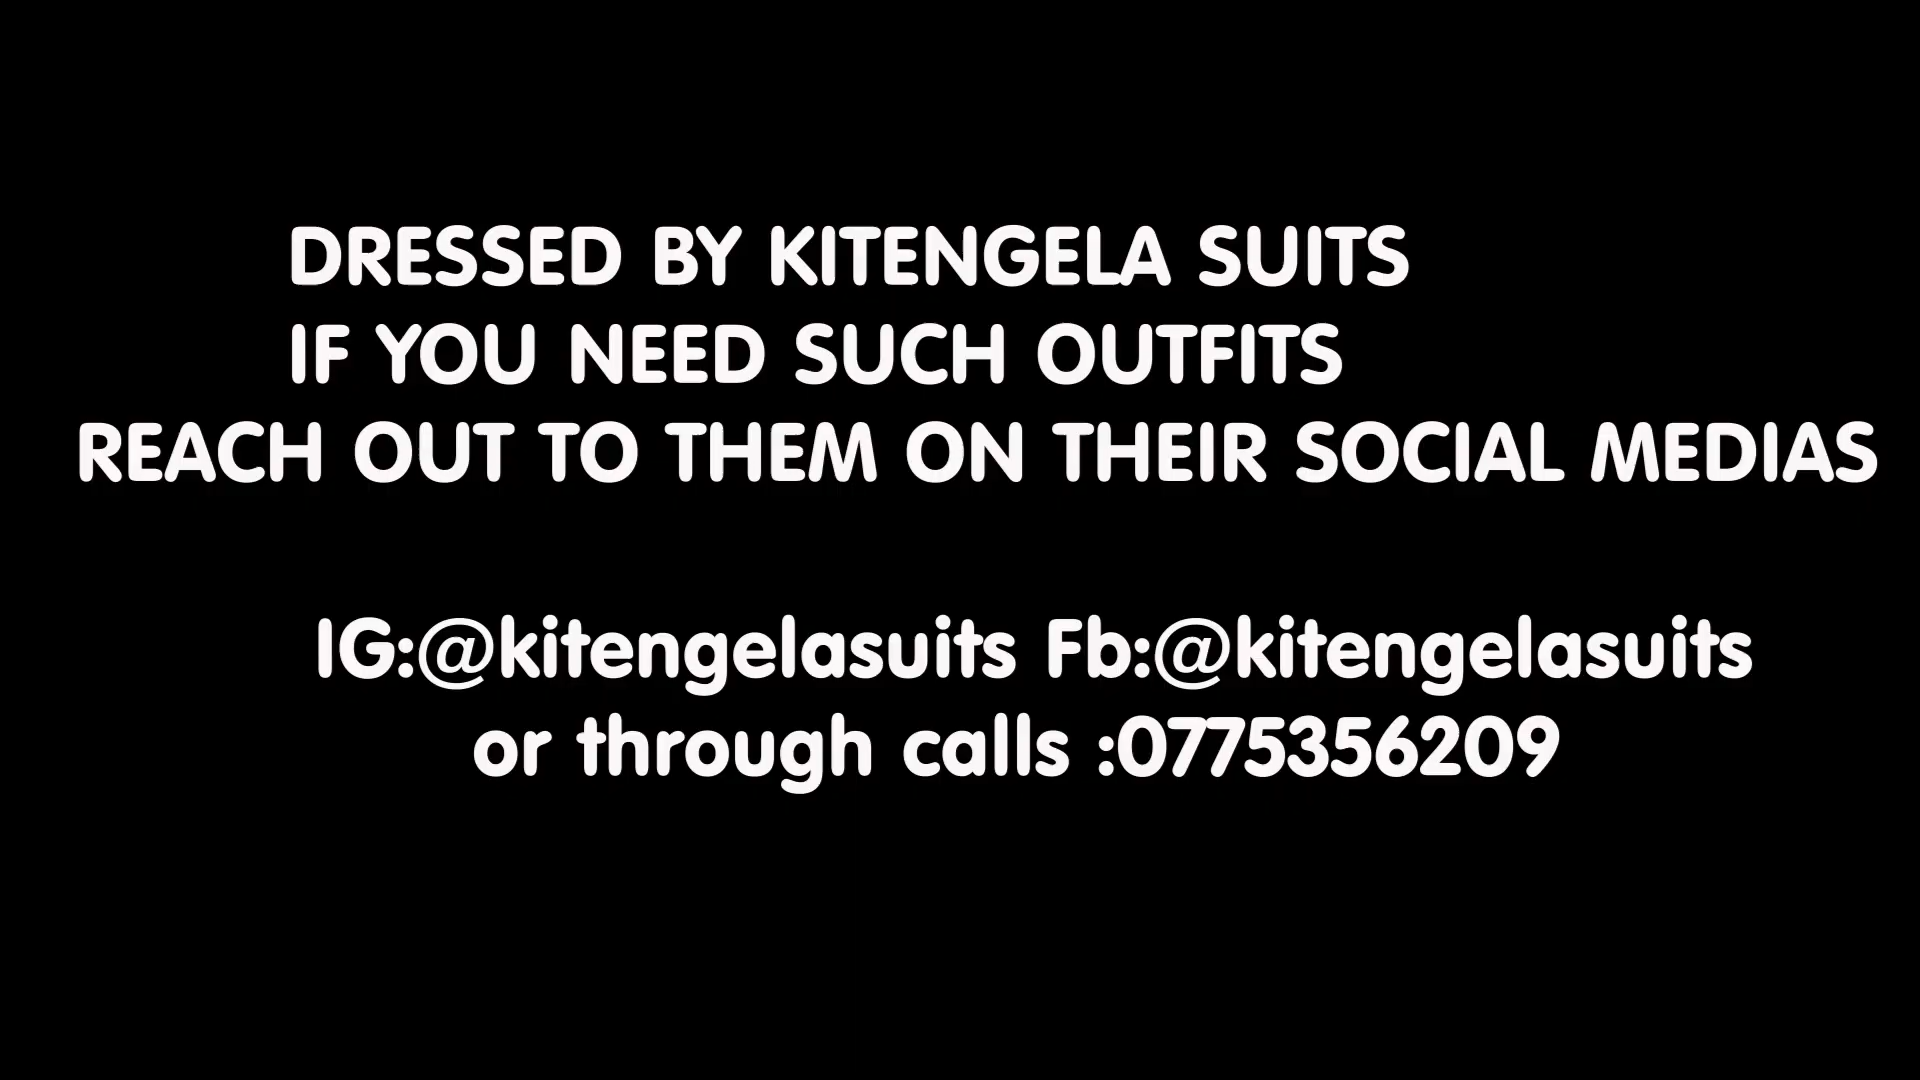 DRESSED BY KITENGELA SUITS
IF YOU NEED SUCH OUTFITS
REACH OUT TO THEM ON THEIR SOCIAL MEDIAS
IG:@kitengelasuits Fb:@kitengelasuits
or through calls :0775356209